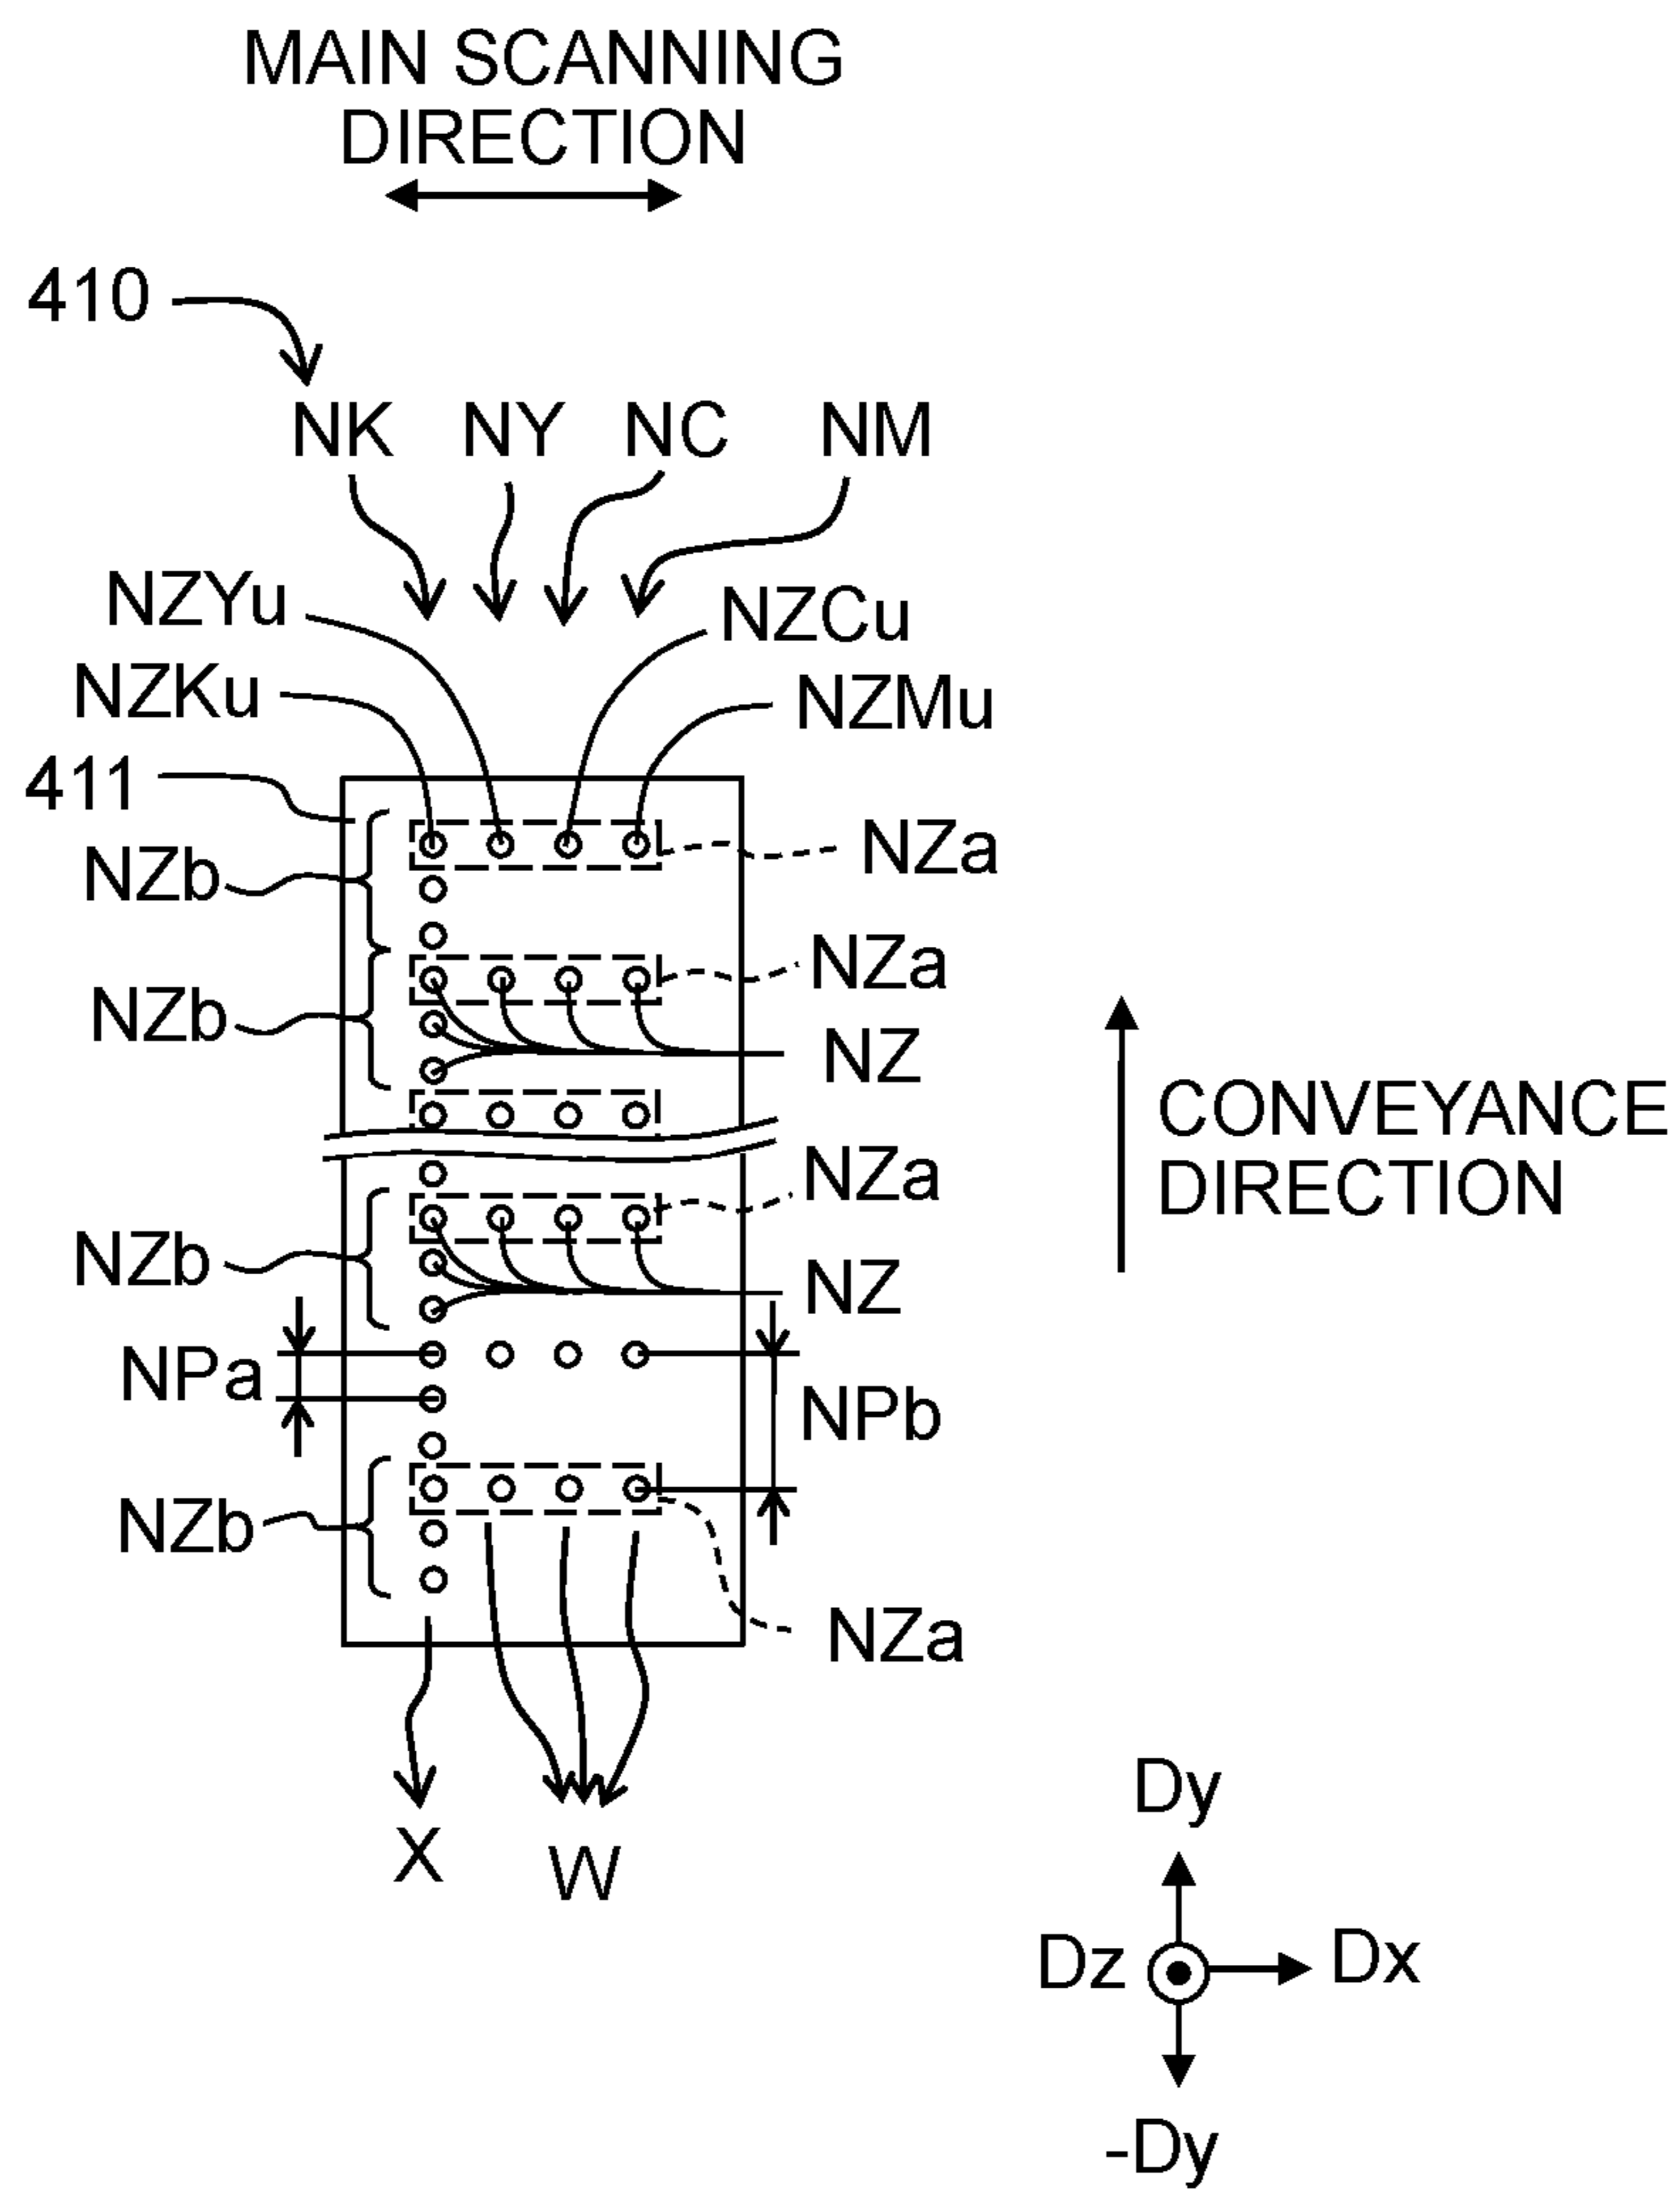 MAIN SCANNING
DIRECTION
410
NK NY NC NM
NZYu
NZCu
NZKu
NZMu
411
NZb
NZa
NZa
NZb
NZ
CONVEYANCE
DIRECTION
NZa
NZb
NZ
NPa
NPb
NZb
NZa
X
W
Dy
Dz
Dx
-Dy